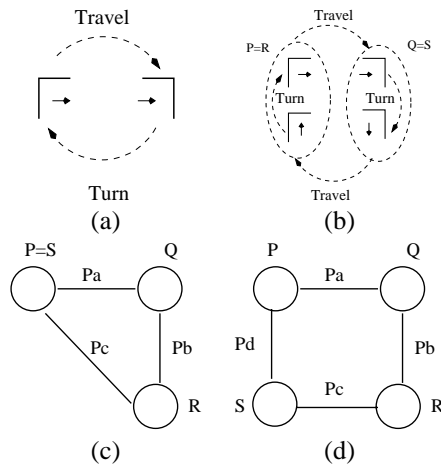 Travel
Turn
(a)
Travel
P=R
Q=S
Turn
Turn
Travel
(b)
P=S
Q
Pa
Pc
Pb
R
(c)
P
Q
Pa
Pd
Pb
S
Pc
R
(d)